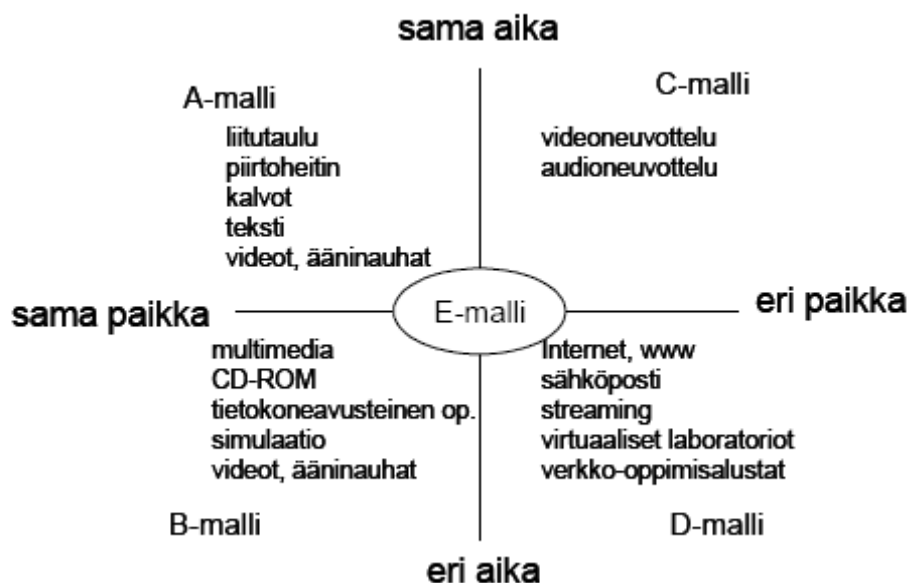 sama aika
A-malli
liitutaulu
piirtoheitin
kalvot
teksti
videot, ääninauhat
C-malli
videoneuvottelu
audioneuvottelu
sama paikka
E-malli
eri paikka
multimedia
CD-ROM
tietokoneavusteinen op.
simulaatio
videot, ääninauhat
B-malli
Internet, www
sähköposti
streaming
virtuaaliset laboratoriot
verkko-oppimisalustat
D-malli
eri aika